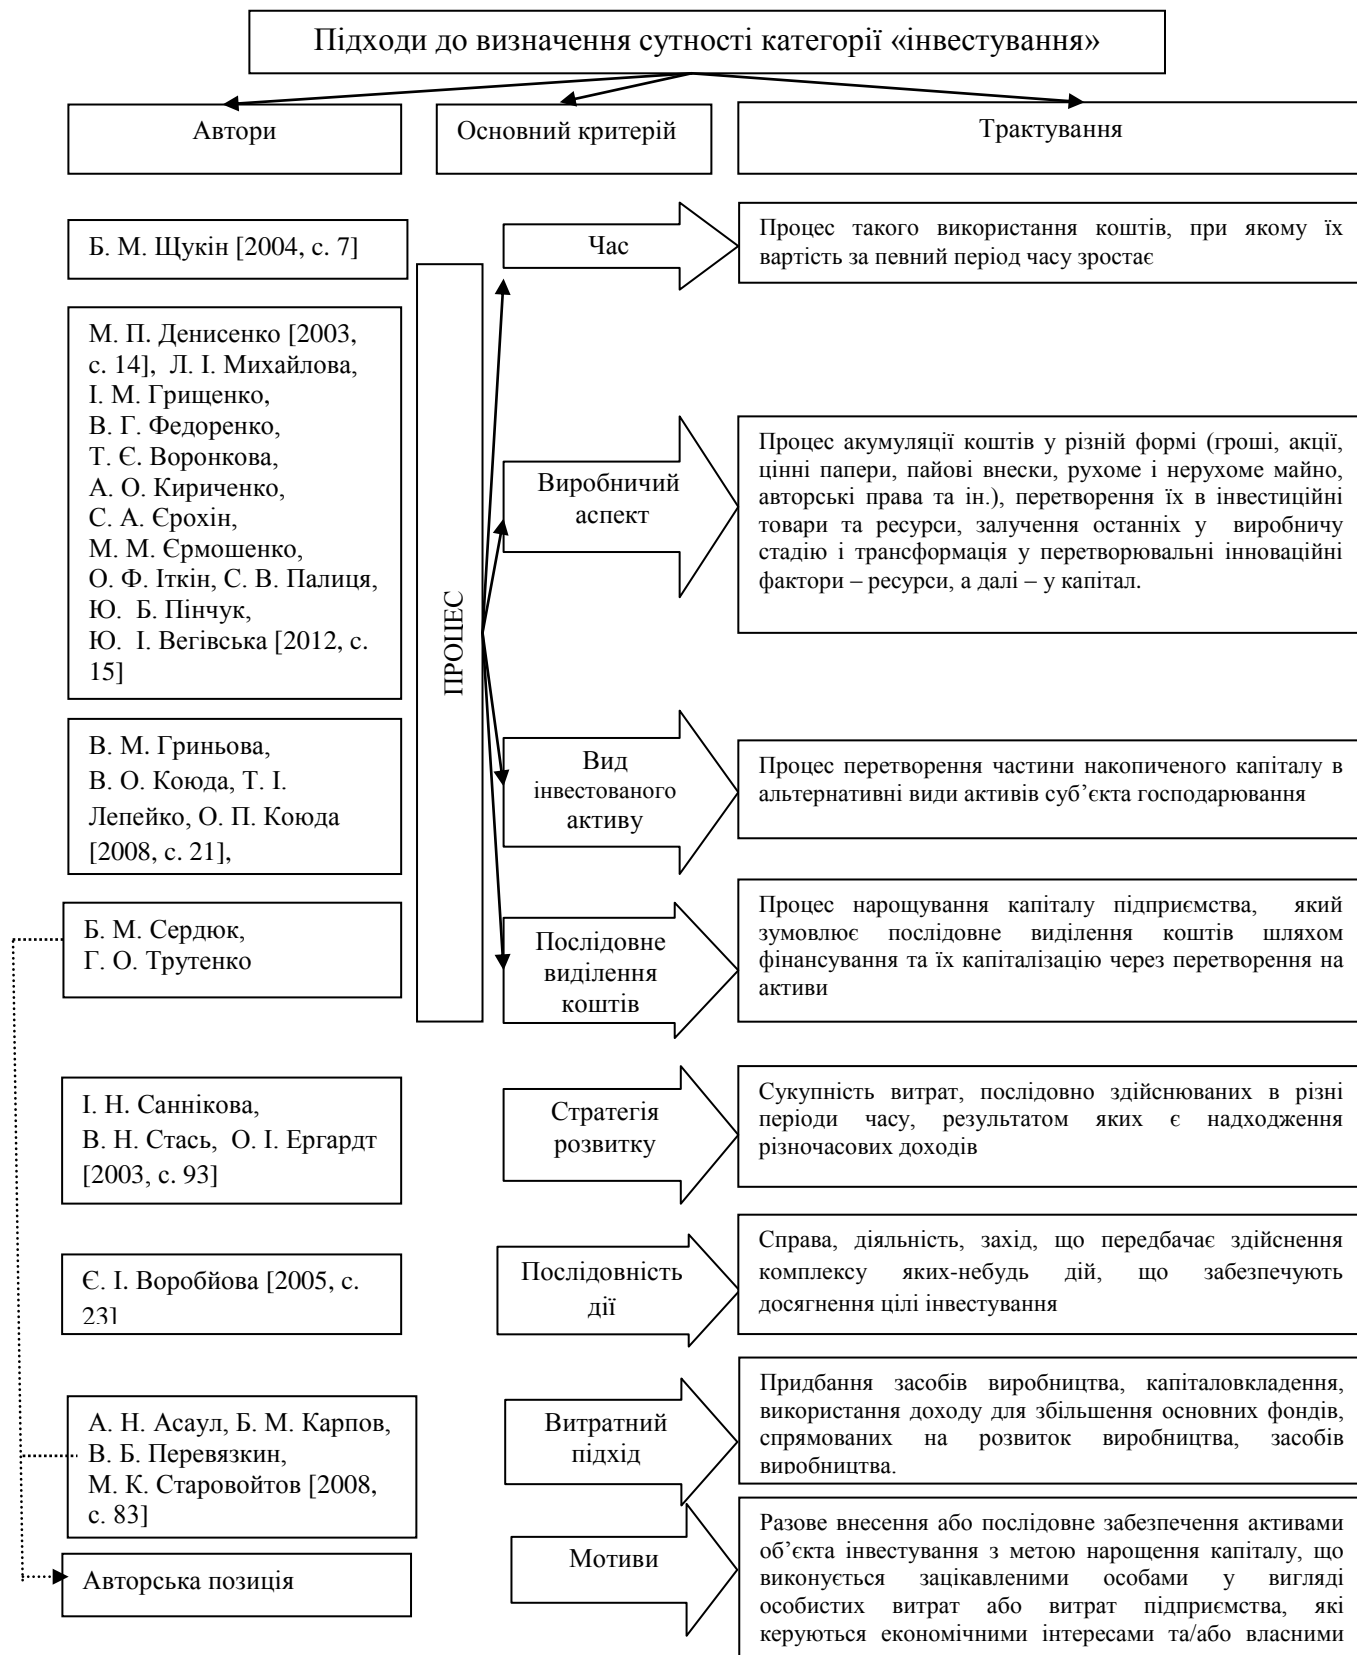 Підходи до визначення сутності категорії «інвестування»
Автори
Основний критерій
Трактування
Б. М. Щукін [2004, с. 7]
Час
Процес такого використання коштів, при якому їх
вартість за певний період часу зростає
ПРОЦЕС
М. П. Денисенко [2003,
с. 14], Л. І. Михайлова,
І. М. Грищенко,
В. Г. Федоренко,
Т. Є. Воронкова,
А. О. Кириченко,
С. А. Єрохін,
М. М. Єрмошенко,
О. Ф. Іткін, С. В. Палиця,
Ю. Б. Пінчук,
Ю. І. Вегівська [2012, с.
15]
Виробничий
аспект
Процес акумуляції коштів у різній формі (гроші, акції,
цінні папери, пайові внески, рухоме і нерухоме майно,
авторські права та ін.), перетворення їх в інвестиційні
товари та ресурси, залучення останніх у виробничу
стадію і трансформація у перетворювальні інноваційні
фактори – ресурси, а далі – у капітал.
В. М. Гриньова,
В. О. Коюда, Т. І.
Лепейко, О. П. Коюда
[2008, с. 21],
Вид
інвестованого
активу
Процес перетворення частини накопиченого капіталу в
альтернативні види активів суб’єкта господарювання
Б. М. Сердюк,
Г. О. Трутенко
Послідовне
виділення
коштів
Процес нарощування капіталу підприємства, який
зумовлює послідовне виділення коштів шляхом
фінансування та їх капіталізацію через перетворення на
активи
І. Н. Саннікова,
В. Н. Стась, О. І. Ергардт
[2003, с. 93]
Стратегія
розвитку
Сукупність витрат, послідовно здійснюваних в різні
періоди часу, результатом яких є надходження
різночасових доходів
Є. І. Воробйова [2005, с.
23]
Послідовність
дії
Справа, діяльність, захід, що передбачає здійснення
комплексу яких-небудь дій, що забезпечують
досягнення цілі інвестування
А. Н. Асаул, Б. М. Карпов,
В. Б. Перевязкин,
М. К. Старовойтов [2008,
с. 83]
Витратний
підхід
Придбання засобів виробництва, капіталовкладення,
використання доходу для збільшення основних фондів,
спрямованих на розвиток виробництва, засобів
виробництва.
Авторська позиція
Мотиви
Разове внесення або послідовне забезпечення активами
об’єкта інвестування з метою нарощення капіталу, що
виконується зацікавленими особами у вигляді
особистих витрат або витрат підприємства, які
керуються економічними інтересами та/або власними